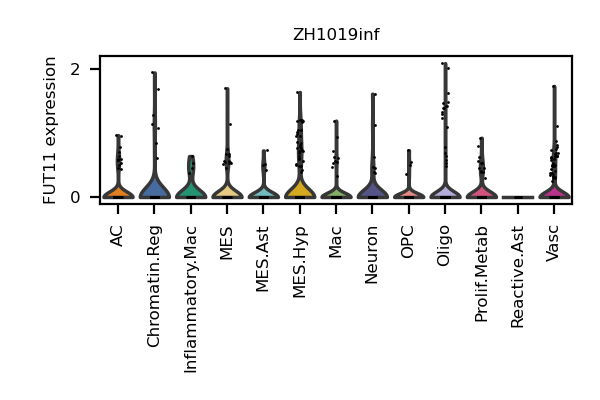 ZH1019inf
FUT11 expression
2
0
AC
Chromatin.Reg
Inflammatory.Mac
MES
MES.Ast
MES.Hyp
Mac
Neuron
OPC
Oligo
Prolif.Metab
Reactive.Ast
Vasc